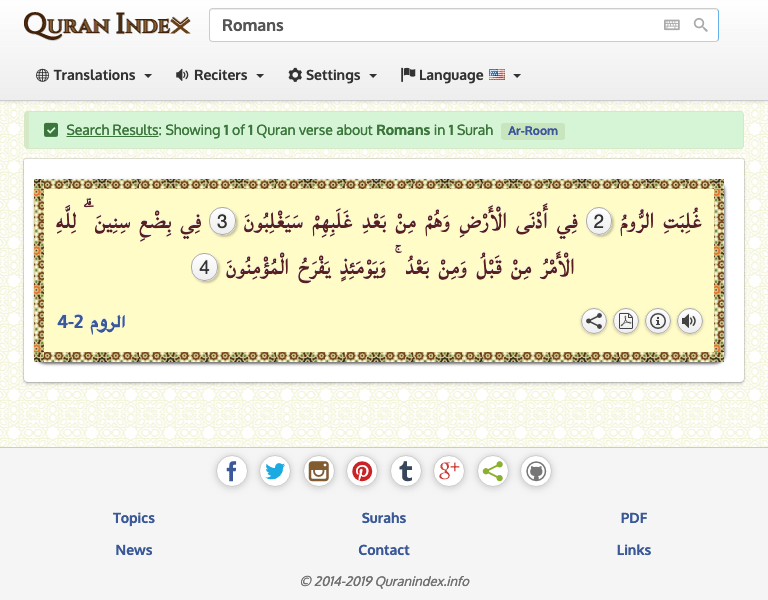 QURAN INDEX
Romans
Translations
Reciters
Settings
Language
Search Results: Showing 1 of 1 Quran verse about Romans in 1 Surah Ar-Room
غُلِبَتِ الرُّومُ 2 فِي أَدْنَى الْأَرْضِ وَهُمْ مِنْ بَعْدِ غَلَبِهِمْ سَيَغْلِبُونَ 3 فِي بِضْعِ سِنِينَ ۗ لِلَّهِ
الْأَمْرُ مِنْ قَبْلُ وَمِنْ بَعْدُ ۚ وَيَوْمَئِذٍ يَفْرَحُ الْمُؤْمِنُونَ 4
الروم 2-4
Topics
Surahs
PDF
News
Contact
Links
© 2014-2019 Quranindex.info